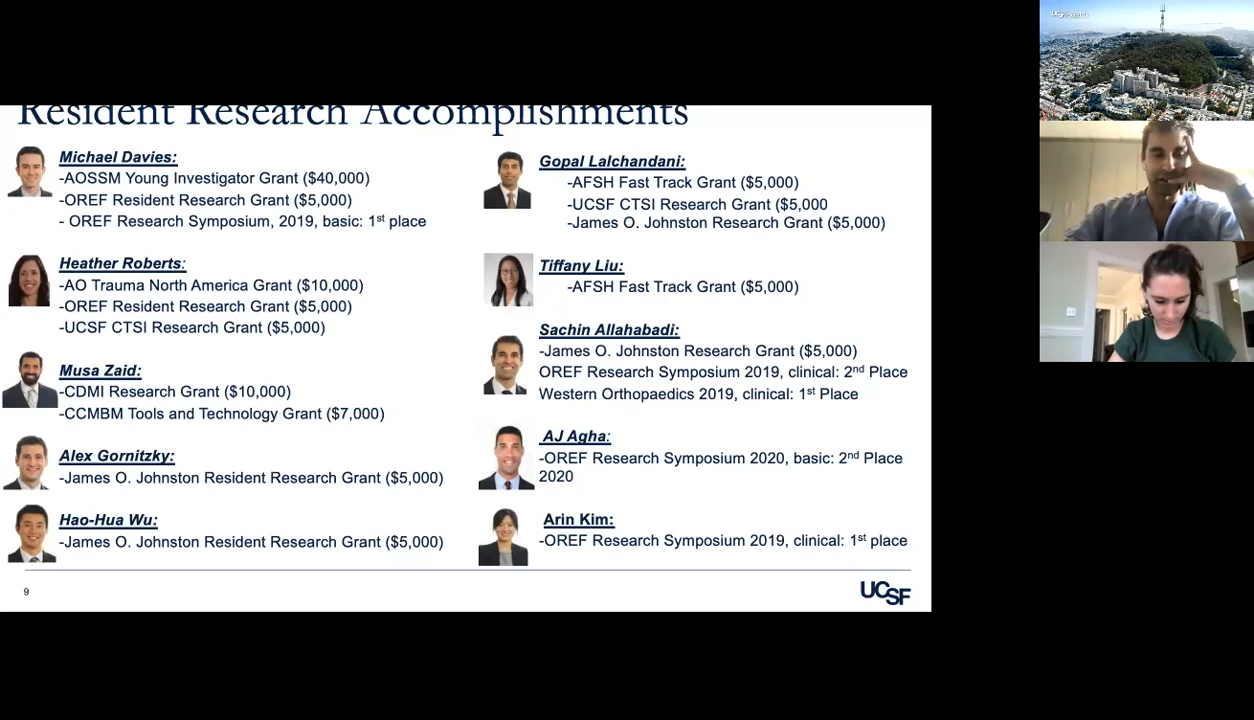 Resident Research Accomplishments
Michael Davies:
-AOSSM Young Investigator Grant ($40,000)
-OREF Resident Research Grant ($5,000)
- OREF Research Symposium, 2019, basic: 1st place
Heather Roberts:
-AO Trauma North America Grant ($10,000)
-OREF Resident Research Grant ($5,000)
-UCSF CTSI Research Grant ($5,000)
Musa Zaid:
-CDMI Research Grant ($10,000)
-CCMBM Tools and Technology Grant ($7,000)
Alex Gornitzky:
-James O. Johnston Resident Research Grant ($5,000)
Hao-Hua Wu:
-James O. Johnston Resident Research Grant ($5,000)
Gopal Lalchandani:
-AFSH Fast Track Grant ($5,000)
-UCSF CTSI Research Grant ($5,000
-James O. Johnston Research Grant ($5,000)
Tiffany Liu:
-AFSH Fast Track Grant ($5,000)
Sachin Allahabadi:
-James O. Johnston Research Grant ($5,000)
OREF Research Symposium 2019, clinical: 2nd Place
Western Orthopaedics 2019, clinical: 1st Place
AJ Agha:
-OREF Research Symposium 2020, basic: 2nd Place
2020
Arin Kim:
-OREF Research Symposium 2019, clinical: 1st place
9
UCSF
UCSF Health